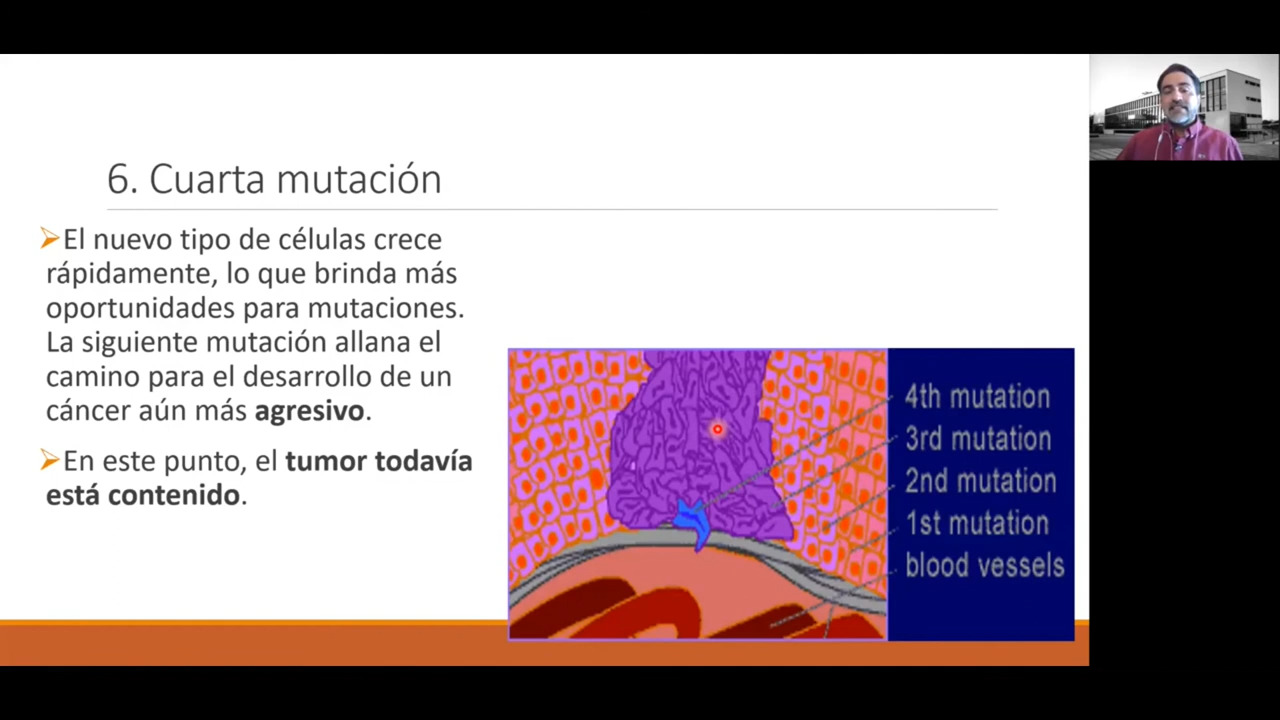 6. Cuarta mutación
El nuevo tipo de células crece
rápidamente, lo que brinda más
oportunidades para mutaciones.
La siguiente mutación allana el
camino para el desarrollo de un
cáncer aún más agresivo.
En este punto, el tumor todavía
está contenido.
4th mutation
3rd mutation
2nd mutation
1st mutation
blood vessels